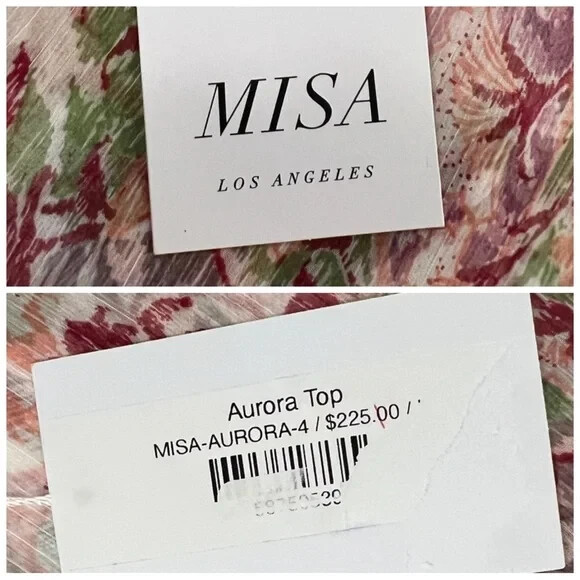 MISA
LOS ANGELES
Aurora Top
MISA-AURORA-4 / $225.00 /